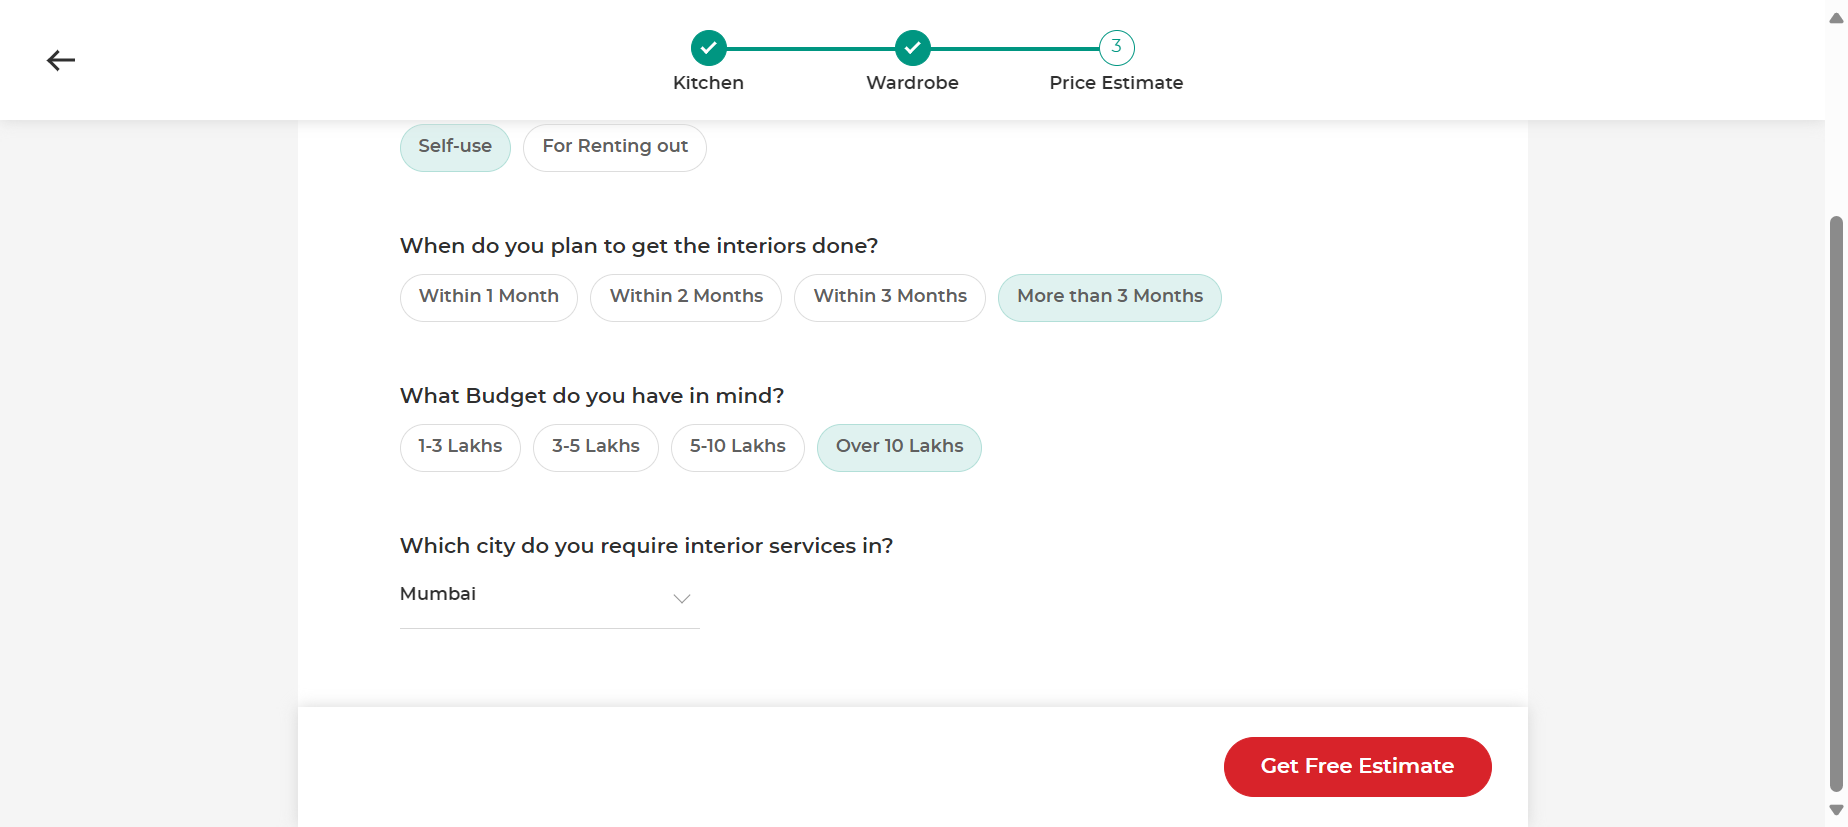 3
Kitchen Wardrobe Price Estimate
Self-use For Renting out
When do you plan to get the interiors done?
Within 1 Month Within 2 Months Within 3 Months More than 3 Months
What Budget do you have in mind?
1-3 Lakhs 3-5 Lakhs 5-10 Lakhs Over 10 Lakhs
Which city do you require interior services in?
Mumbai
Get Free Estimate